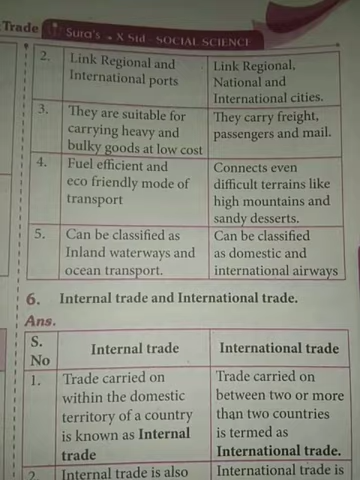 Trade
Sura's - X Std - SOCIAL SCIENCE
2. Link Regional and International ports
Link Regional, National and International cities.
3. They are suitable for carrying heavy and bulky goods at low cost
They carry freight, passengers and mail.
4. Fuel efficient and eco friendly mode of transport
Connects even difficult terrains like high mountains and sandy desserts.
5. Can be classified as Inland waterways and ocean transport.
Can be classified as domestic and international airways
6. Internal trade and International trade.
Ans.
S. No
Internal trade
International trade
1. Trade carried on within the domestic territory of a country is known as Internal trade
Trade carried on between two or more than two countries is termed as International trade.
2. Internal trade is also
International trade is